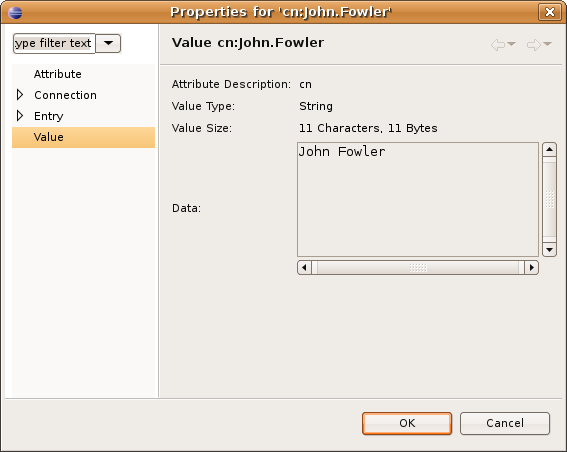 Properties for 'cn:John.Fowler'
ype filter text
Value cn:John.Fowler
Attribute
Connection
Entry
Value
Attribute Description: cn
Value Type: String
Value Size: 11 Characters, 11 Bytes
Data:
John Fowler
OK
Cancel